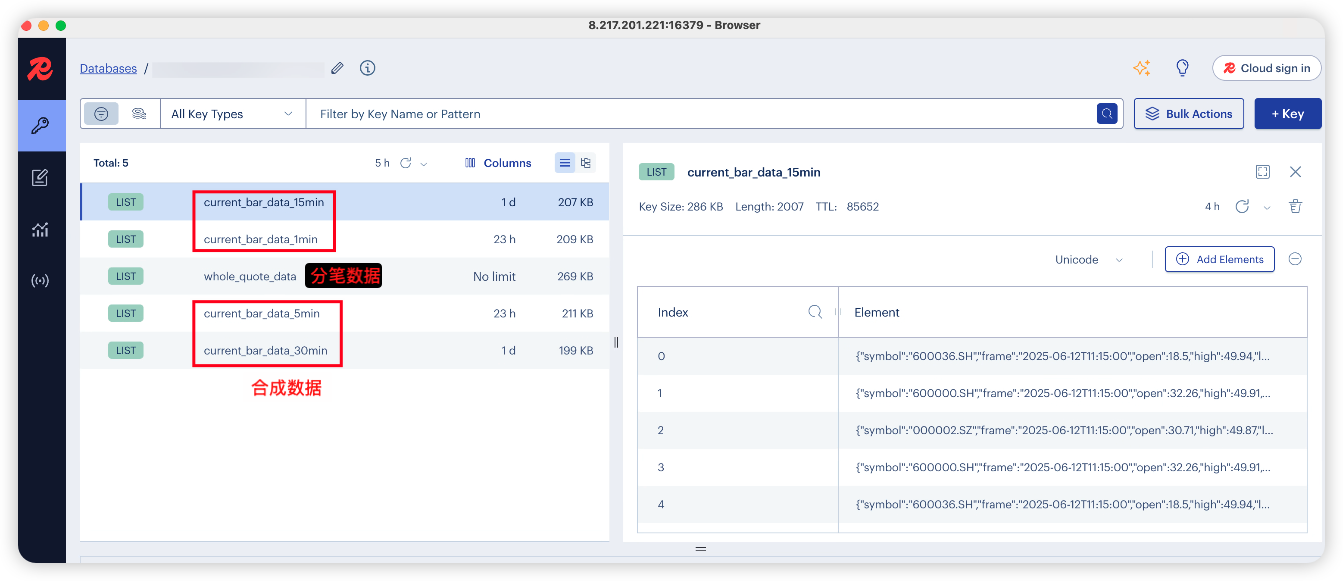 8.217.201.221:16379 - Browser
Databases /
Cloud sign in
All Key Types
Filter by Key Name or Pattern
Bulk Actions
+ Key
Total: 5
5 h
Columns
LIST current_bar_data_15min 1 d 207 KB
LIST current_bar_data_1min 23 h 209 KB
LIST whole_quote_data 分笔数据 No limit 269 KB
LIST current_bar_data_5min 23 h 211 KB
LIST current_bar_data_30min 1 d 199 KB
合成数据
LIST current_bar_data_15min
Key Size: 286 KB Length: 2007 TTL: 85652
4 h
Unicode
Add Elements
Index Element
0 {"symbol":"600036.SH","frame":"2025-06-12T11:15:00","open":18.5,"high":49.94,"l...
1 {"symbol":"600000.SH","frame":"2025-06-12T11:15:00","open":32.26,"high":49.91,...
2 {"symbol":"000002.SZ","frame":"2025-06-12T11:15:00","open":30.71,"high":49.87,"l...
3 {"symbol":"600000.SH","frame":"2025-06-12T11:15:00","open":32.26,"high":49.91,...
4 {"symbol":"600036.SH","frame":"2025-06-12T11:15:00","open":18.5,"high":49.94,"l...